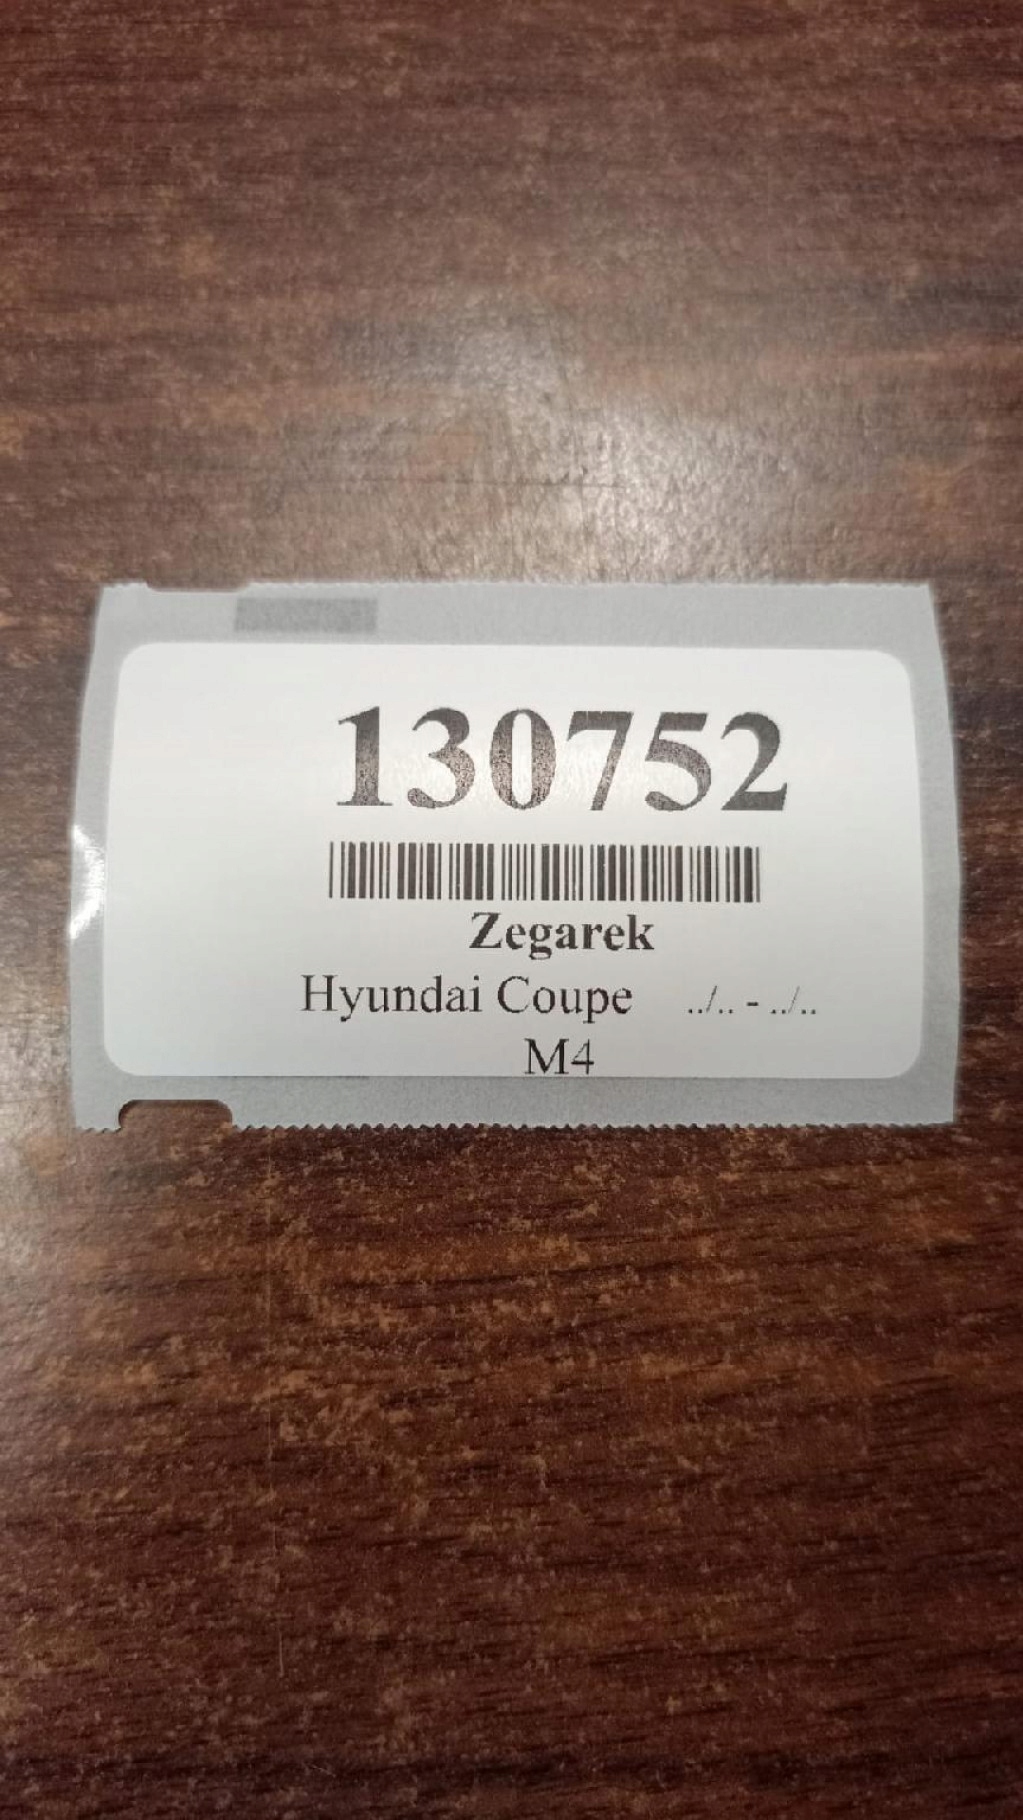 130752
Zegarek
Hyundai Coupe ../.. - ../..
M4